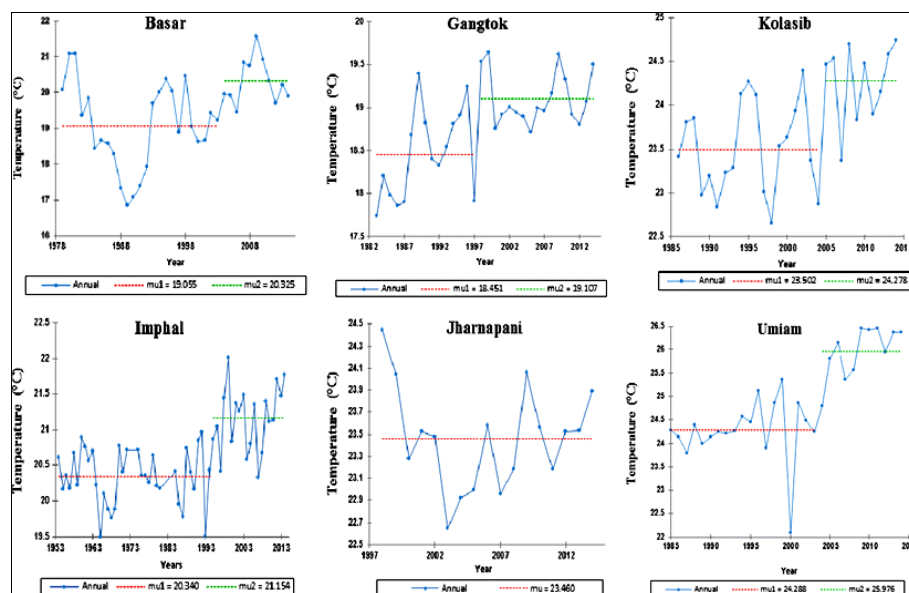 Basar
Temperature (°C)
22
21
20
19
18
17
16
1978 1988 1998 2008
Year
Annual mu1 = 19.055 mu2 = 20.325
Gangtok
Temperature (°C)
20.5
19.5
18.5
17.5
1982 1987 1992 1997 2002 2007 2012
Year
Annual mu1 = 18.451 mu2 = 19.107
Kolasib
Temperature (°C)
25
24.5
24
23.5
23
22.5
1985 1990 1995 2000 2005 2010 201
Year
Annual mu1 = 23.502 mu2 = 24.278
Imphal
Temperature (°C)
22.5
22
21.5
21
20.5
20
19.5
1953 1963 1973 1983 1993 2003 2013
Years
Annual mu1 = 20.340 mu2 = 21.154
Jharnapani
Temperature (°C)
24.5
24.3
24.1
23.9
23.7
23.5
23.3
23.1
22.9
22.7
22.5
1997 2002 2007 2012
Year
Annual mu = 23.460
Umiam
Temperature (°C)
26.5
26
25.5
25
24.5
24
23.5
23
22.5
22
1985 1990 1995 2000 2005 2010
Year
Annual mu1 = 24.288 mu2 = 25.976